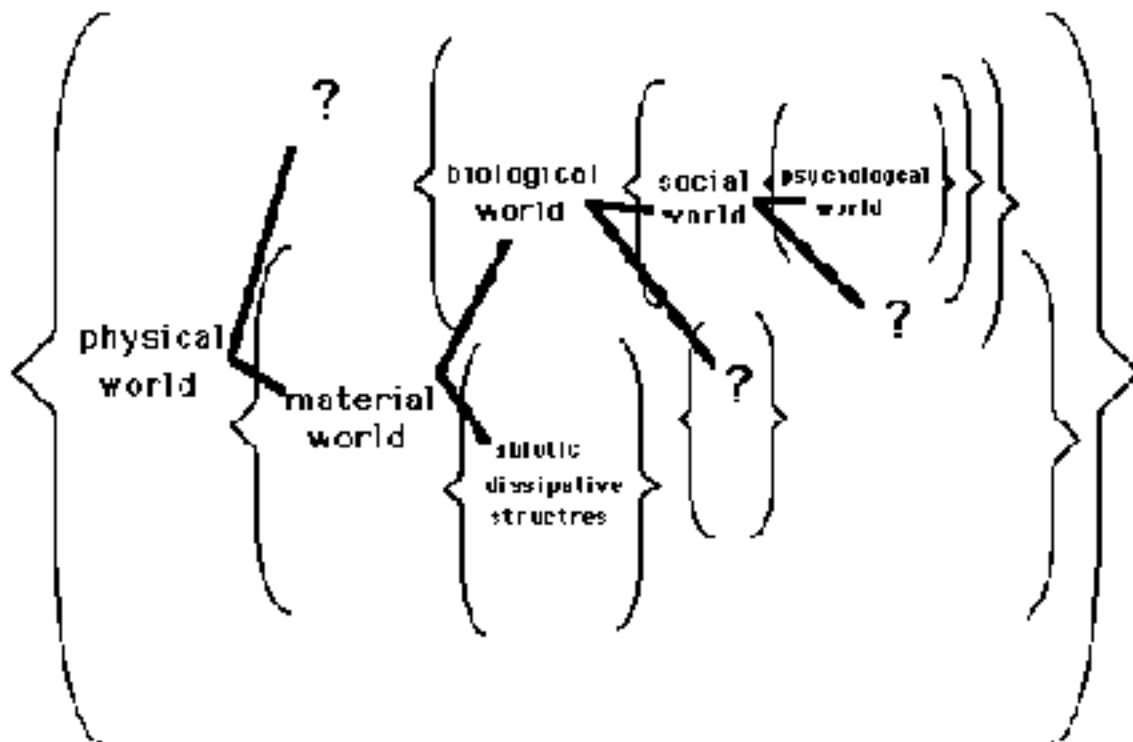 ?
biological
world
social
world
psychological
world
?
physical
world
?
material
world
abiotic
dissipative
structres